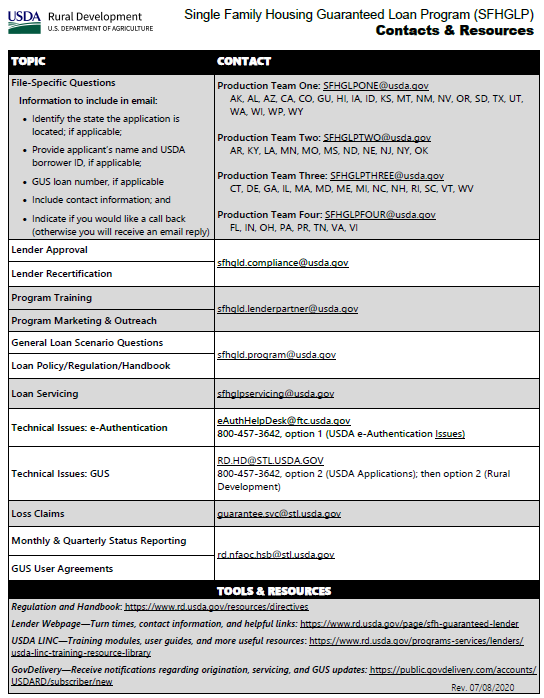 USDA Rural Development
U.S. DEPARTMENT OF AGRICULTURE
Single Family Housing Guaranteed Loan Program (SFHGLP)
Contacts & Resources
TOPIC
CONTACT
File-Specific Questions
Information to include in email:
• Identify the state the application is
located; if applicable;
• Provide applicant's name and USDA
borrower ID, if applicable;
• GUS loan number, if applicable
• Include contact information; and
• Indicate if you would like a call back
(otherwise you will receive an email reply)
Production Team One: SFHGLPONE@usda.gov
AK, AL, AZ, CA, CO, GU, HI, IA, ID, KS, MT, NM, NV, OR, SD, TX, UT,
WA, WI, WP, WY
Production Team Two: SFHGLPTWO@usda.gov
AR, KY, LA, MN, MO, MS, ND, NE, NJ, NY, OK
Production Team Three: SFHGLPTHREE@usda.gov
CT, DE, GA, IL, MA, MD, ME, MI, NC, NH, RI, SC, VT, WV
Production Team Four: SFHGLPFOUR@usda.gov
FL, IN, OH, PA, PR, TN, VA, VI
Lender Approval
Lender Recertification
sfhgld.compliance@usda.gov
Program Training
Program Marketing & Outreach
sfhgld.lenderpartner@usda.gov
General Loan Scenario Questions
Loan Policy/Regulation/Handbook
sfhgld.program@usda.gov
Loan Servicing
sfhglpservicing@usda.gov
Technical Issues: e-Authentication
eAuthHelpDesk@ftc.usda.gov
800-457-3642, option 1 (USDA e-Authentication Issues)
Technical Issues: GUS
RD.HD@STL.USDA.GOV
800-457-3642, option 2 (USDA Applications); then option 2 (Rural
Development)
Loss Claims
guarantee.svc@stl.usda.gov
Monthly & Quarterly Status Reporting
GUS User Agreements
rd.nfaoc.hsb@stl.usda.gov
TOOLS & RESOURCES
Regulation and Handbook: https://www.rd.usda.gov/resources/directives
Lender Webpage—Turn times, contact information, and helpful links: https://www.rd.usda.gov/page/sfh-guaranteed-lender
USDA LINC—Training modules, user guides, and more useful resources: https://www.rd.usda.gov/programs-services/lenders/
usda-linc-training-resource-library
GovDelivery—Receive notifications regarding origination, servicing, and GUS updates: https://public.govdelivery.com/accounts/
USDARD/subscriber/new
Rev. 07/08/2020